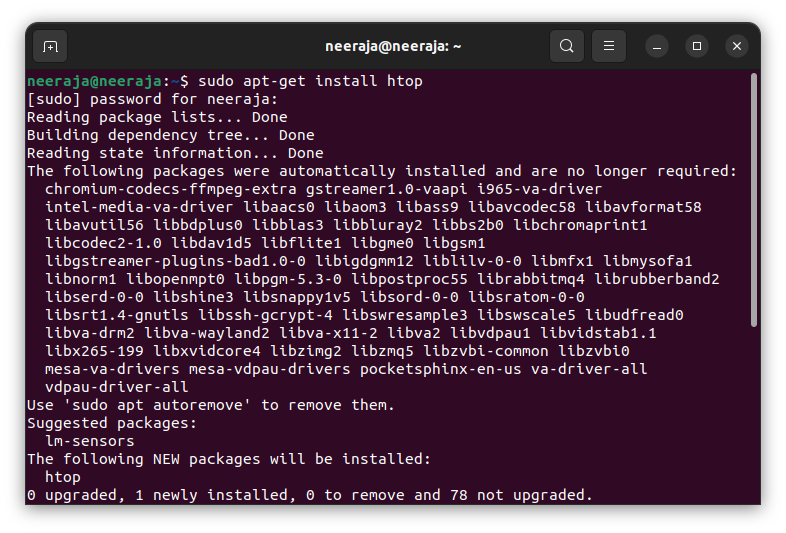 neeraja@neeraja: ~
neeraja@neeraja:~$ sudo apt-get install htop
[sudo] password for neeraja:
Reading package lists... Done
Building dependency tree... Done
Reading state information... Done
The following packages were automatically installed and are no longer required:
  chromium-codecs-ffmpeg-extra gstreamer1.0-vaapi i965-va-driver
  intel-media-va-driver libaacs0 libaom3 libass9 libavcodec58 libavformat58
  libavutil56 libbdplus0 libblas3 libbluray2 libbs2b0 libchromaprint1
  libcodec2-1.0 libdav1d5 libflite1 libgme0 libgsm1
  libgstreamer-plugins-bad1.0-0 libigdgmm12 liblilv-0-0 libmfx1 libmysofa1
  libnorm1 libopenmpt0 libpgm-5.3-0 libpostproc55 librabbitmq4 librubberband2
  libserd-0-0 libshine3 libsnappy1v5 libsord-0-0 libsratom-0-0
  libsrt1.4-gnutls libssh-gcrypt-4 libswresample3 libswscale5 libudfread0
  libva-drm2 libva-wayland2 libva-x11-2 libva2 libvdpau1 libvidstab1.1
  libx265-199 libxvidcore4 libzimg2 libzmq5 libzvbi-common libzvbi0
  mesa-va-drivers mesa-vdpau-drivers pocketsphinx-en-us va-driver-all
  vdpau-driver-all
Use 'sudo apt autoremove' to remove them.
Suggested packages:
  lm-sensors
The following NEW packages will be installed:
  htop
0 upgraded, 1 newly installed, 0 to remove and 78 not upgraded.